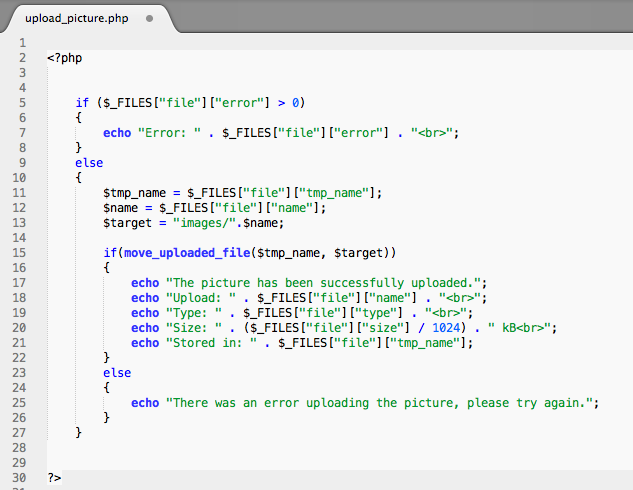 upload_picture.php
1
2 <?php
3
4
5 if ($_FILES["file"]["error"] > 0)
6 {
7 echo "Error: " . $_FILES["file"]["error"] . "<br>";
8 }
9 else
10 {
11 $tmp_name = $_FILES["file"]["tmp_name"];
12 $name = $_FILES["file"]["name"];
13 $target = "images/".$name;
14
15 if(move_uploaded_file($tmp_name, $target))
16 {
17 echo "The picture has been successfully uploaded.";
18 echo "Upload: " . $_FILES["file"]["name"] . "<br>";
19 echo "Type: " . $_FILES["file"]["type"] . "<br>";
20 echo "Size: " . ($_FILES["file"]["size"] / 1024) . " kB<br>";
21 echo "Stored in: " . $_FILES["file"]["tmp_name"];
22 }
23 else
24 {
25 echo "There was an error uploading the picture, please try again.";
26 }
27 }
28
29
30 ?>